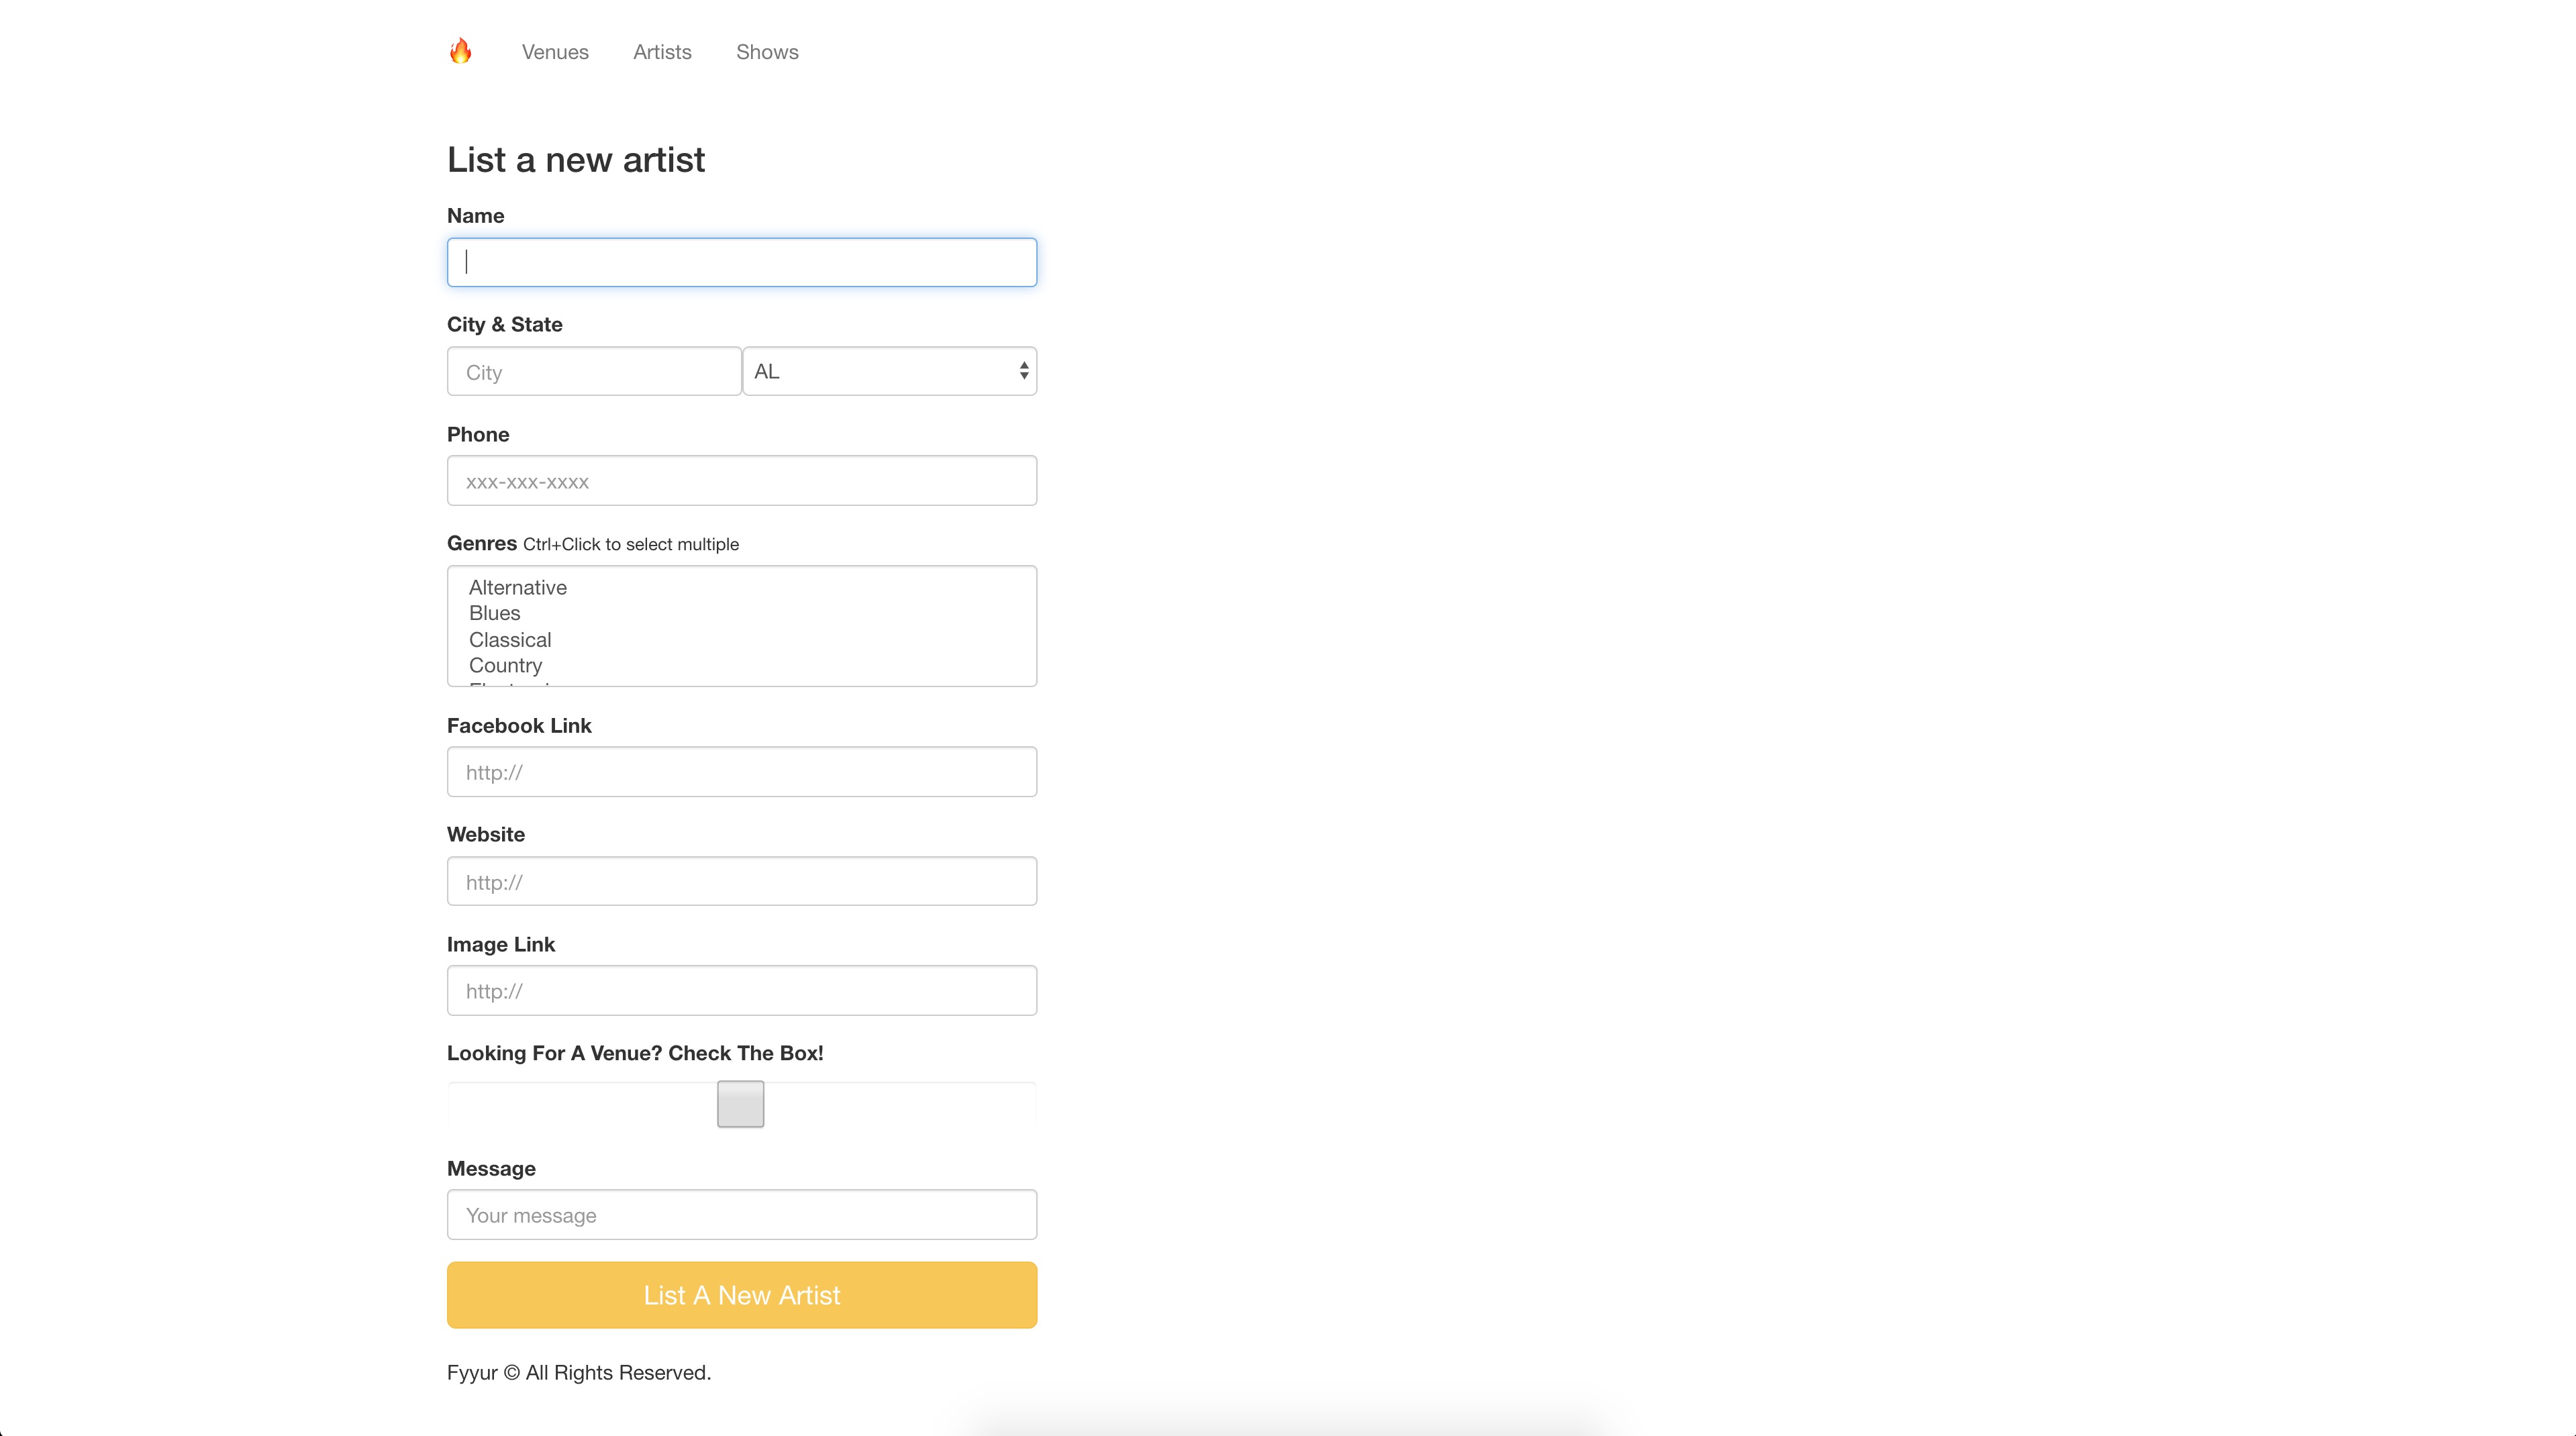 Venues Artists Shows
List a new artist
Name
City & State
City AL
Phone
xxx-xxx-xxxx
Genres Ctrl+Click to select multiple
Alternative
Blues
Classical
Country
Facebook Link
http://
Website
http://
Image Link
http://
Looking For A Venue? Check The Box!
Message
Your message
List A New Artist
Fyyur © All Rights Reserved.